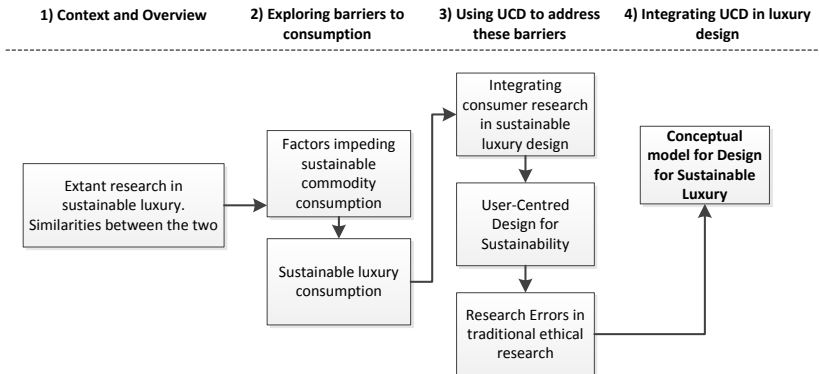 1) Context and Overview
2) Exploring barriers to
consumption
3) Using UCD to address
these barriers
4) Integrating UCD in luxury
design
Extant research in
sustainable luxury.
Similarities between the two
Factors impeding
sustainable
commodity
consumption
Sustainable luxury
consumption
Integrating
consumer research
in sustainable
luxury design
User-Centred
Design for
Sustainability
Research Errors in
traditional ethical
research
Conceptual
model for Design
for Sustainable
Luxury